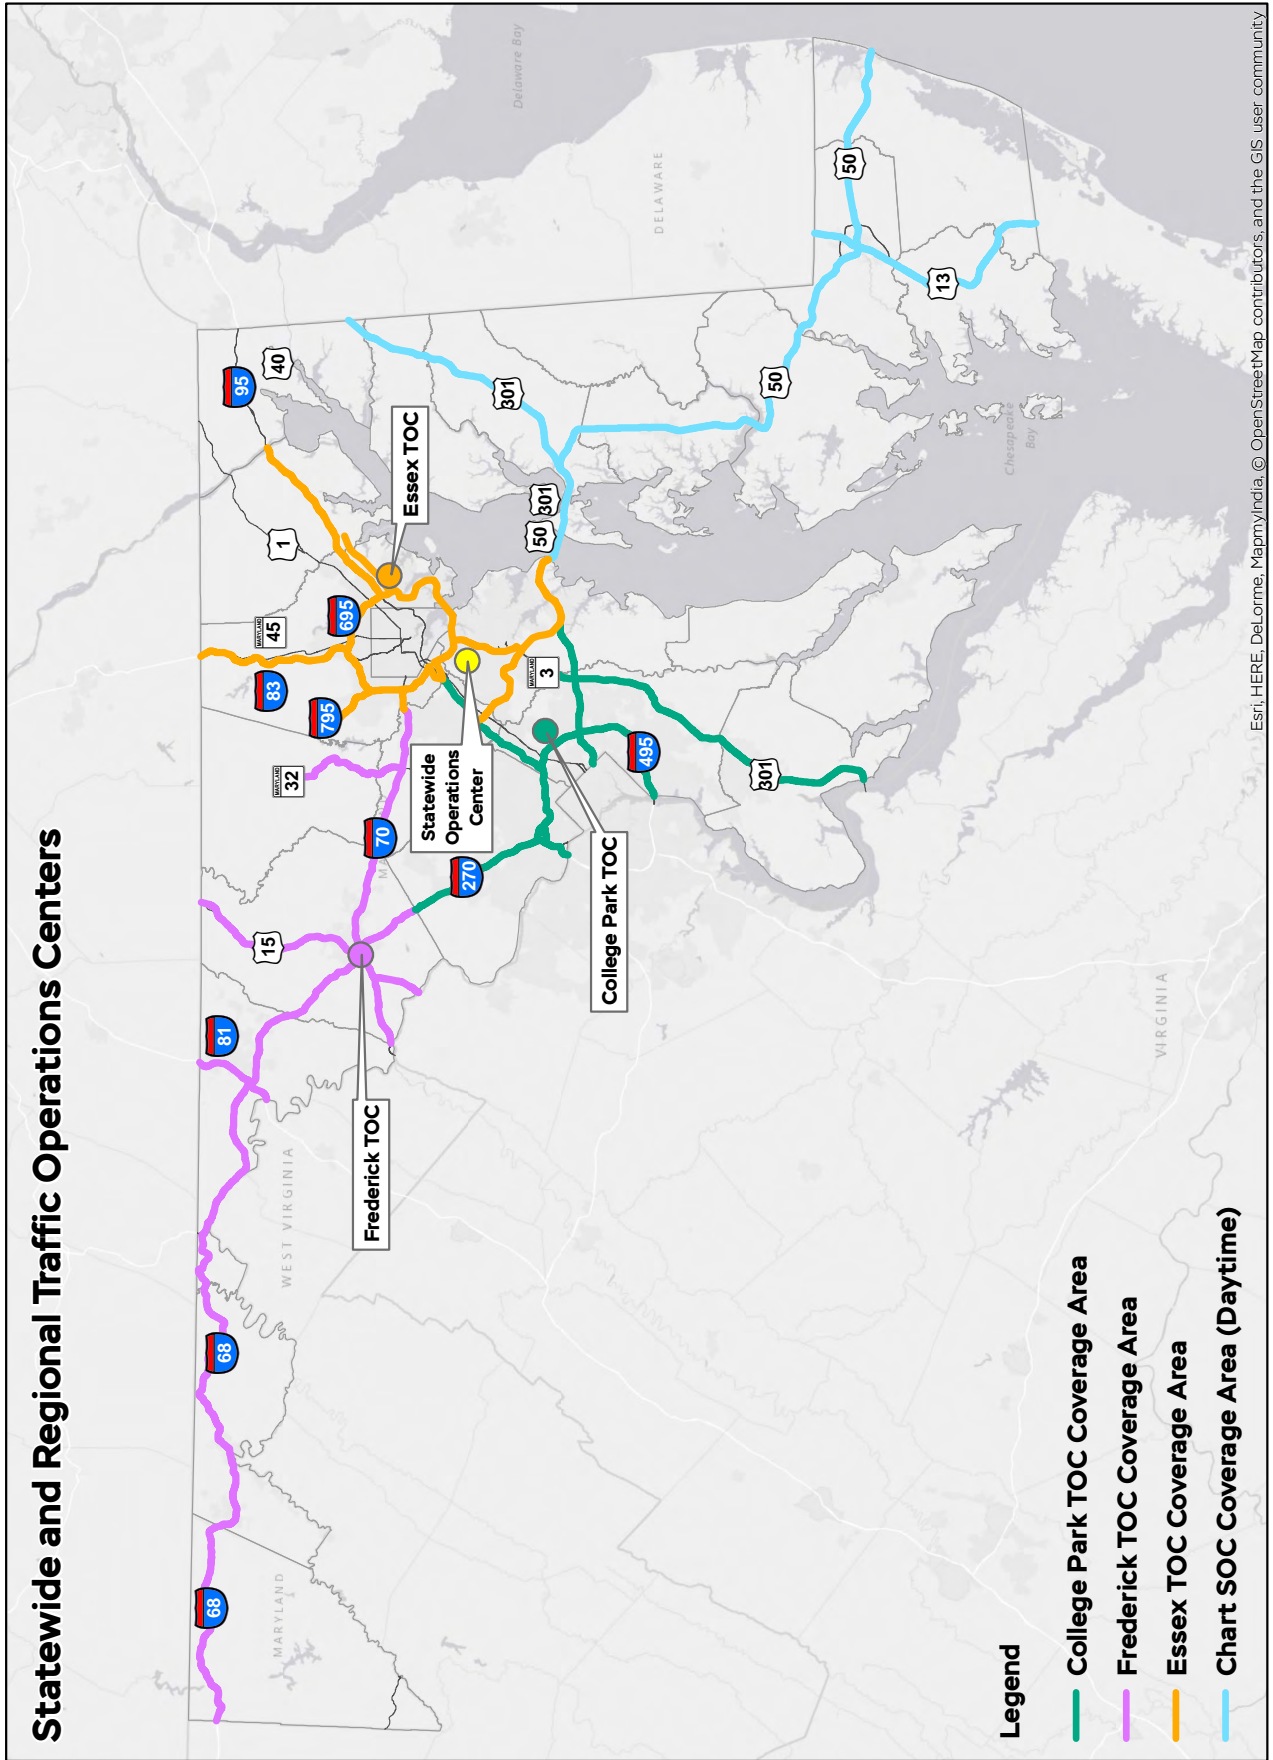 Statewide and Regional Traffic Operations Centers
68
68
81
15
MARYLAND
32
795
83
MARYLAND
45
695
1
95
40
70
270
495
301
MARYLAND
3
50
301
301
50
50
13
Frederick TOC
Statewide
Operations
Center
College Park TOC
Essex TOC
MARYLAND
WEST VIRGINIA
VIRGINIA
DELAWARE
Delaware Bay
Chesapeake
Bay
Legend
College Park TOC Coverage Area
Frederick TOC Coverage Area
Essex TOC Coverage Area
Chart SOC Coverage Area (Daytime)
Esri, HERE, DeLorme, MapmyIndia, © OpenStreetMap contributors, and the GIS user community